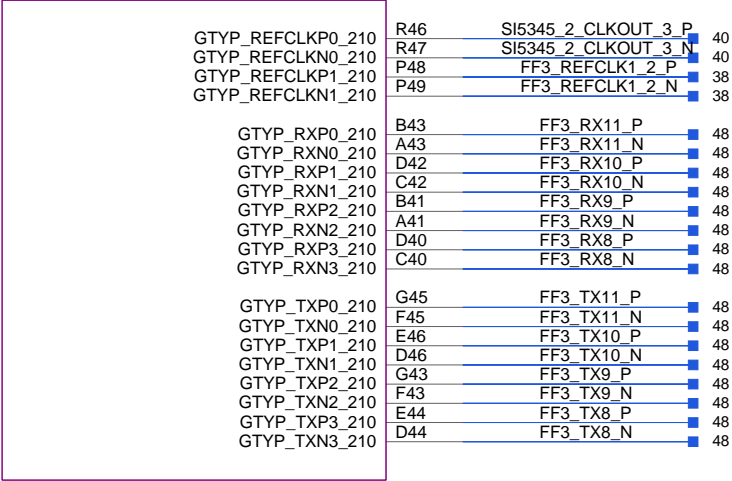 GTYP_REFCLKP0_210 R46 SI5345_2_CLKOUT_3_P 40
GTYP_REFCLKN0_210 R47 SI5345_2_CLKOUT_3_N 40
GTYP_REFCLKP1_210 P48 FF3_REFCLK1_2_P 38
GTYP_REFCLKN1_210 P49 FF3_REFCLK1_2_N 38
GTYP_RXP0_210 B43 FF3_RX11_P 48
GTYP_RXN0_210 A43 FF3_RX11_N 48
GTYP_RXP1_210 D42 FF3_RX10_P 48
GTYP_RXN1_210 C42 FF3_RX10_N 48
GTYP_RXP2_210 B41 FF3_RX9_P 48
GTYP_RXN2_210 A41 FF3_RX9_N 48
GTYP_RXP3_210 D40 FF3_RX8_P 48
GTYP_RXN3_210 C40 FF3_RX8_N 48
GTYP_TXP0_210 G45 FF3_TX11_P 48
GTYP_TXN0_210 F45 FF3_TX11_N 48
GTYP_TXP1_210 E46 FF3_TX10_P 48
GTYP_TXN1_210 D46 FF3_TX10_N 48
GTYP_TXP2_210 G43 FF3_TX9_P 48
GTYP_TXN2_210 F43 FF3_TX9_N 48
GTYP_TXP3_210 E44 FF3_TX8_P 48
GTYP_TXN3_210 D44 FF3_TX8_N 48